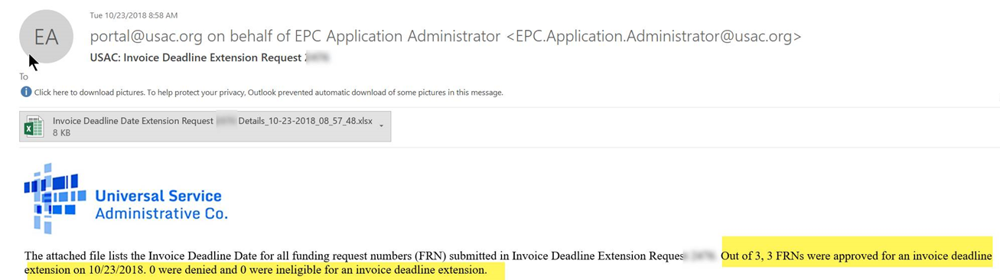 Tue 10/23/2018 8:58 AM
EA
portal@usac.org on behalf of EPC Application Administrator <EPC.Application.Administrator@usac.org>
USAC: Invoice Deadline Extension Request
To
Click here to download pictures. To help protect your privacy, Outlook prevented automatic download of some pictures in this message.
Invoice Deadline Date Extension Request Details_10-23-2018_08_57_48.xlsx
8 KB
Universal Service
Administrative Co.
The attached file lists the Invoice Deadline Date for all funding request numbers (FRN) submitted in Invoice Deadline Extension Reques Out of 3, 3 FRNs were approved for an invoice deadline
extension on 10/23/2018. 0 were denied and 0 were ineligible for an invoice deadline extension.